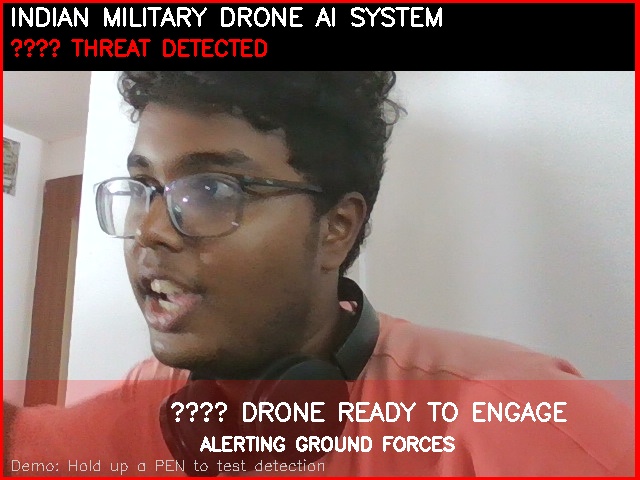 INDIAN MILITARY DRONE AI SYSTEM
???? THREAT DETECTED
???? DRONE READY TO ENGAGE
ALERTING GROUND FORCES
Demo: Hold up a PEN to test detection